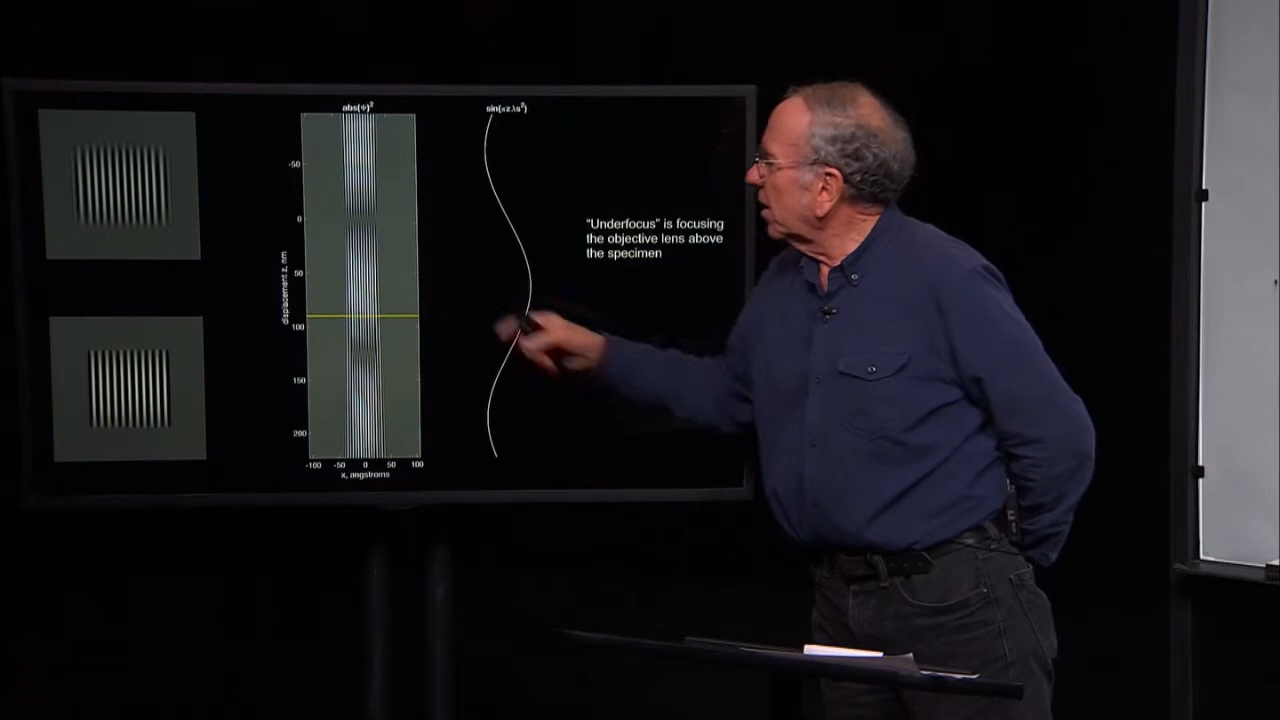 abs(Ψ)²
sin(πzλs²)
-50
0
50
100
150
200
displacement z, nm
-100 -50 0 50 100
x, angstroms
"Underfocus" is focusing
the objective lens above
the specimen